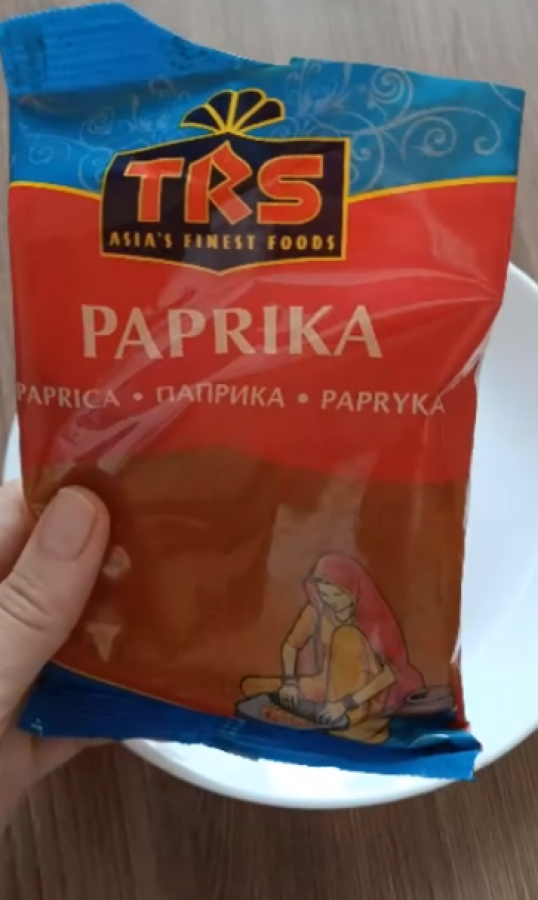 TRS
ASIA'S FINEST FOODS
PAPRIKA
PAPRICA • ПАПРИКА • PAPRYKA